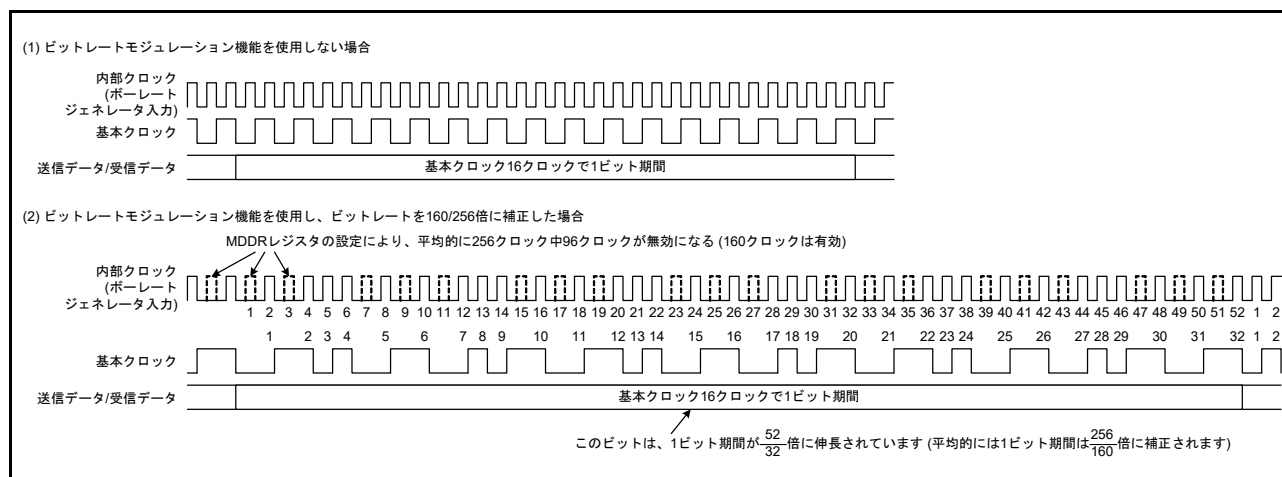 (1) ビットレートモジュレーション機能を使用しない場合
内部クロック
(ボーレート
ジェネレータ入力)
基本クロック
送信データ/受信データ
基本クロック16クロックで1ビット期間
(2) ビットレートモジュレーション機能を使用し、ビットレートを160/256倍に補正した場合
MDDRレジスタの設定により、平均的に256クロック中96クロックが無効になる (160クロックは有効)
内部クロック
(ボーレート
ジェネレータ入力)
1 2 3 4 5 6 7 8 9 10 11 12 13 14 15 16 17 18 19 20 21 22 23 24 25 26 27 28 29 30 31 32 33 34 35 36 37 38 39 40 41 42 43 44 45 46 47 48 49 50 51 52 1 2
1 2 3 4 5 6 7 8 9 10 11 12 13 14 15 16 17 18 19 20 21 22 23 24 25 26 27 28 29 30 31 32 1 2
基本クロック
送信データ/受信データ
基本クロック16クロックで1ビット期間
このビットは、1ビット期間が52/32倍に伸長されています (平均的には1ビット期間は256/160倍に補正されます)